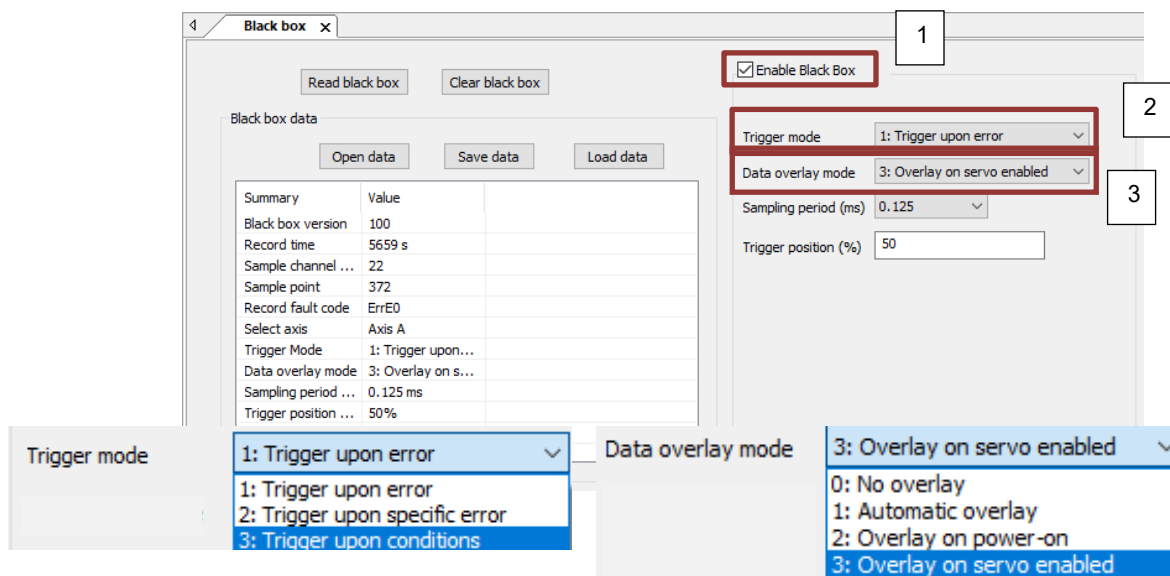 Black box x
1
Read black box Clear black box
Enable Black Box
2
Black box data
Trigger mode 1: Trigger upon error
Open data Save data Load data
Data overlay mode 3: Overlay on servo enabled
3
Summary Value
Sampling period (ms) 0.125
Black box version 100
Record time 5659 s
Trigger position (%) 50
Sample channel ... 22
Sample point 372
Record fault code ErrE0
Select axis Axis A
Trigger Mode 1: Trigger upon...
Data overlay mode 3: Overlay on s...
Sampling period ... 0.125 ms
Trigger position ... 50%
Trigger mode 1: Trigger upon error
1: Trigger upon error
2: Trigger upon specific error
3: Trigger upon conditions
Data overlay mode 3: Overlay on servo enabled
0: No overlay
1: Automatic overlay
2: Overlay on power-on
3: Overlay on servo enabled